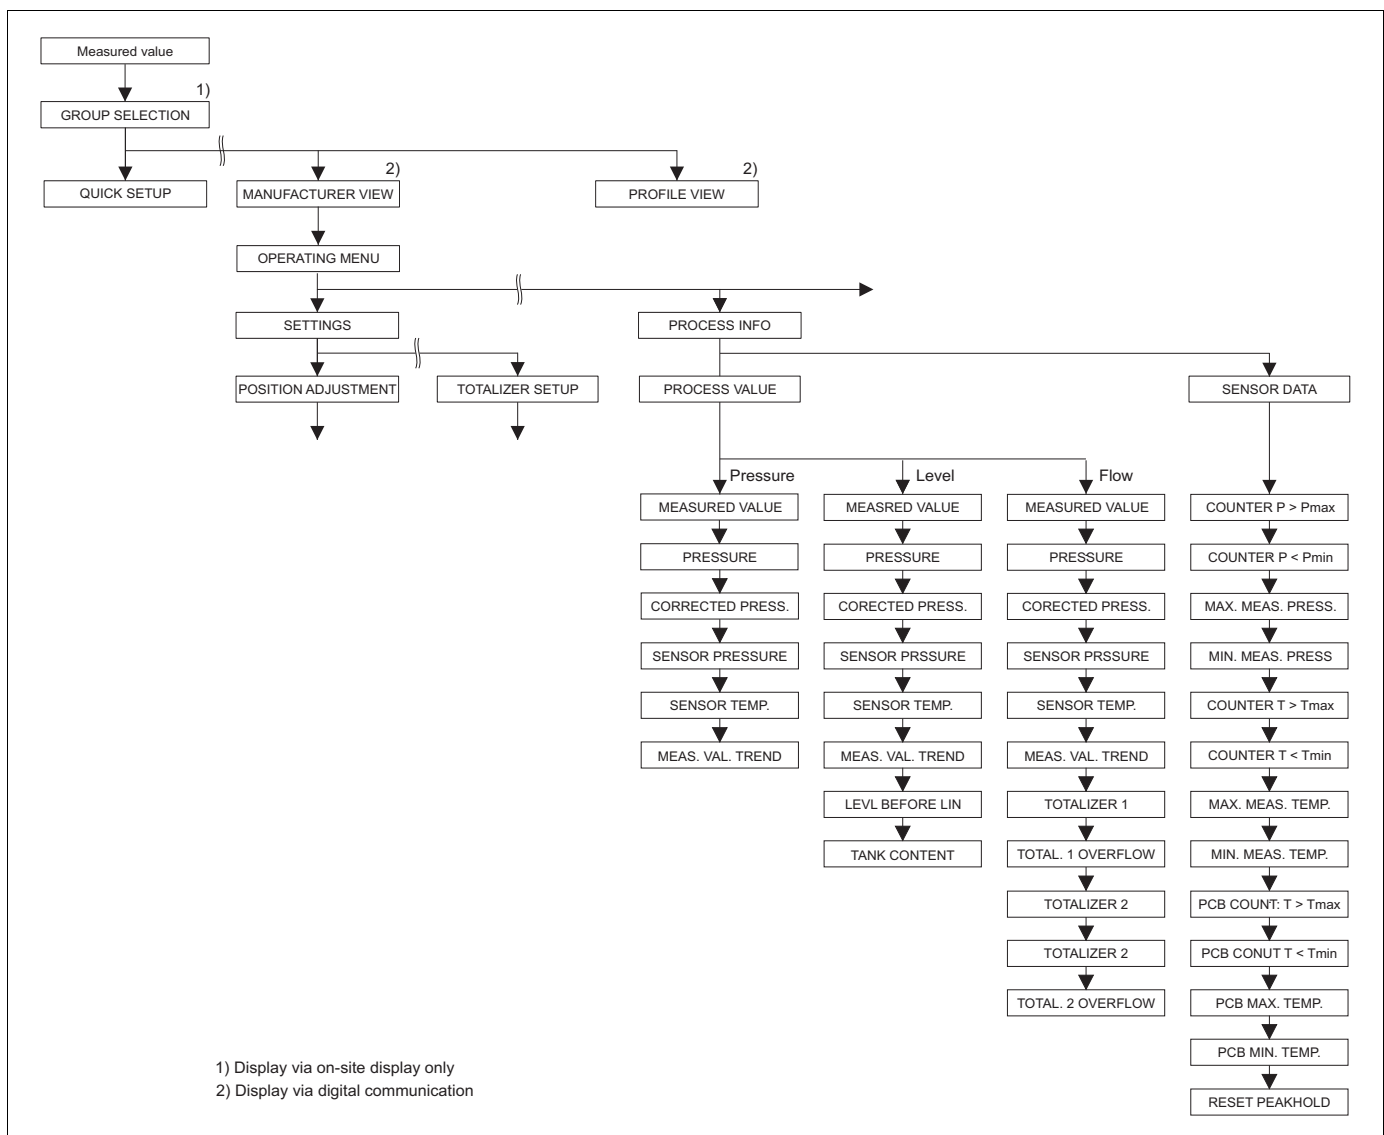 Measured value
1)
GROUP SELECTION
2)
2)
QUICK SETUP
MANUFACTURER VIEW
PROFILE VIEW
OPERATING MENU
SETTINGS
PROCESS INFO
POSITION ADJUSTMENT
TOTALIZER SETUP
PROCESS VALUE
SENSOR DATA
Pressure
Level
Flow
MEASURED VALUE
MEASRED VALUE
MEASURED VALUE
COUNTER P > Pmax
PRESSURE
PRESSURE
PRESSURE
COUNTER P < Pmin
CORRECTED PRESS.
CORECTED PRESS.
CORECTED PRESS.
MAX. MEAS. PRESS.
SENSOR PRESSURE
SENSOR PRSSURE
SENSOR PRSSURE
MIN. MEAS. PRESS
SENSOR TEMP.
SENSOR TEMP.
SENSOR TEMP.
COUNTER T > Tmax
MEAS. VAL. TREND
MEAS. VAL. TREND
MEAS. VAL. TREND
COUNTER T < Tmin
LEVL BEFORE LIN
TOTALIZER 1
MAX. MEAS. TEMP.
TANK CONTENT
TOTAL. 1 OVERFLOW
MIN. MEAS. TEMP.
TOTALIZER 2
PCB COUNT: T > Tmax
TOTALIZER 2
PCB CONUT T < Tmin
TOTAL. 2 OVERFLOW
PCB MAX. TEMP.
PCB MIN. TEMP.
RESET PEAKHOLD
1) Display via on-site display only
2) Display via digital communication